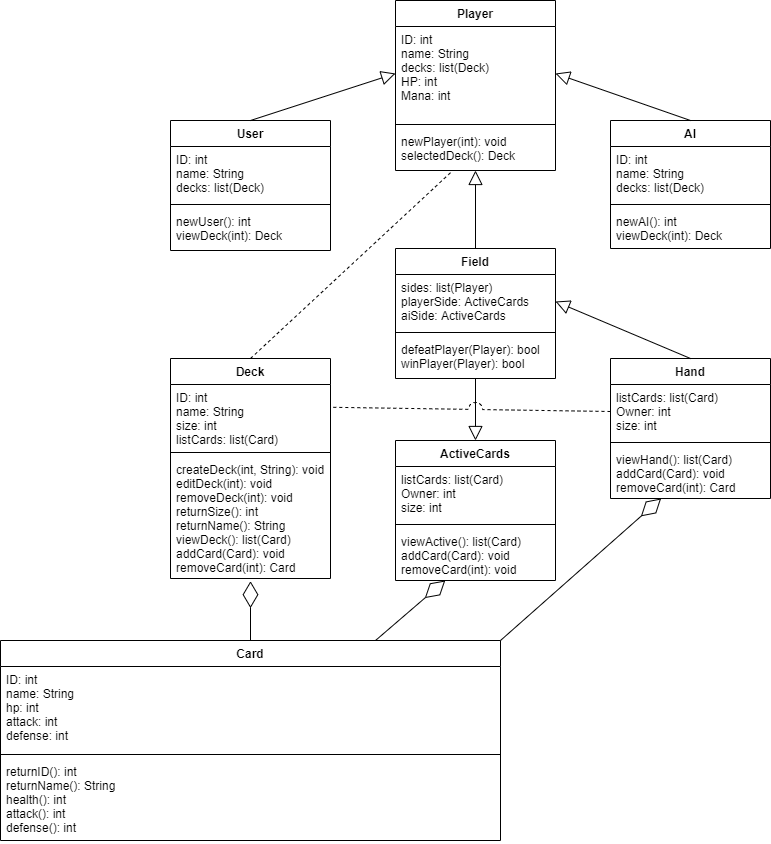 Player
ID: int
name: String
decks: list(Deck)
HP: int
Mana: int
newPlayer(int): void
selectedDeck(): Deck
User
ID: int
name: String
decks: list(Deck)
newUser(): int
viewDeck(int): Deck
AI
ID: int
name: String
decks: list(Deck)
newAI(): int
viewDeck(int): Deck
Field
sides: list(Player)
playerSide: ActiveCards
aiSide: ActiveCards
defeatPlayer(Player): bool
winPlayer(Player): bool
Deck
ID: int
name: String
size: int
listCards: list(Card)
createDeck(int, String): void
editDeck(int): void
removeDeck(int): void
returnSize(): int
returnName(): String
viewDeck(): list(Card)
addCard(Card): void
removeCard(int): Card
Hand
listCards: list(Card)
Owner: int
size: int
viewHand(): list(Card)
addCard(Card): void
removeCard(int): Card
ActiveCards
listCards: list(Card)
Owner: int
size: int
viewActive(): list(Card)
addCard(Card): void
removeCard(int): void
Card
ID: int
name: String
hp: int
attack: int
defense: int
returnID(): int
returnName(): String
health(): int
attack(): int
defense(): int